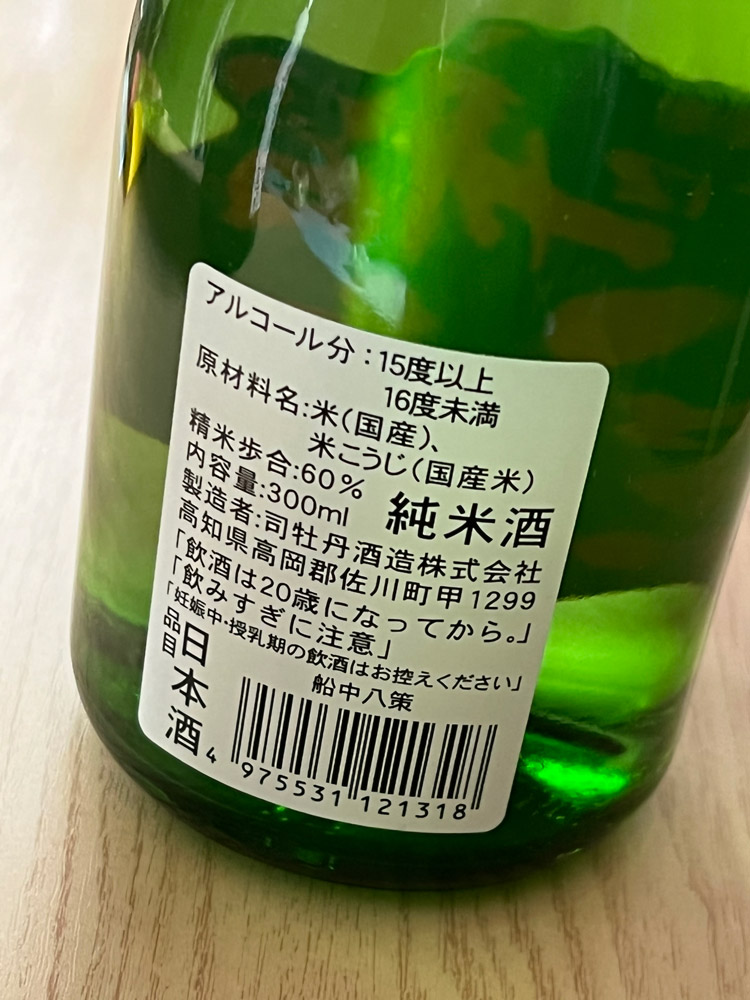 アルコール分：15度以上
16度未満
原材料名：米（国産）、
米こうじ（国産米）
精米歩合：60％
内容量：300ml
純米酒
製造者：司牡丹酒造株式会社
高知県高岡郡佐川町甲1299
「飲酒は20歳になってから。」
「飲みすぎに注意」
「妊娠中・授乳期の飲酒はお控えください」
品目
日本酒
船中八策
4 975531 121318